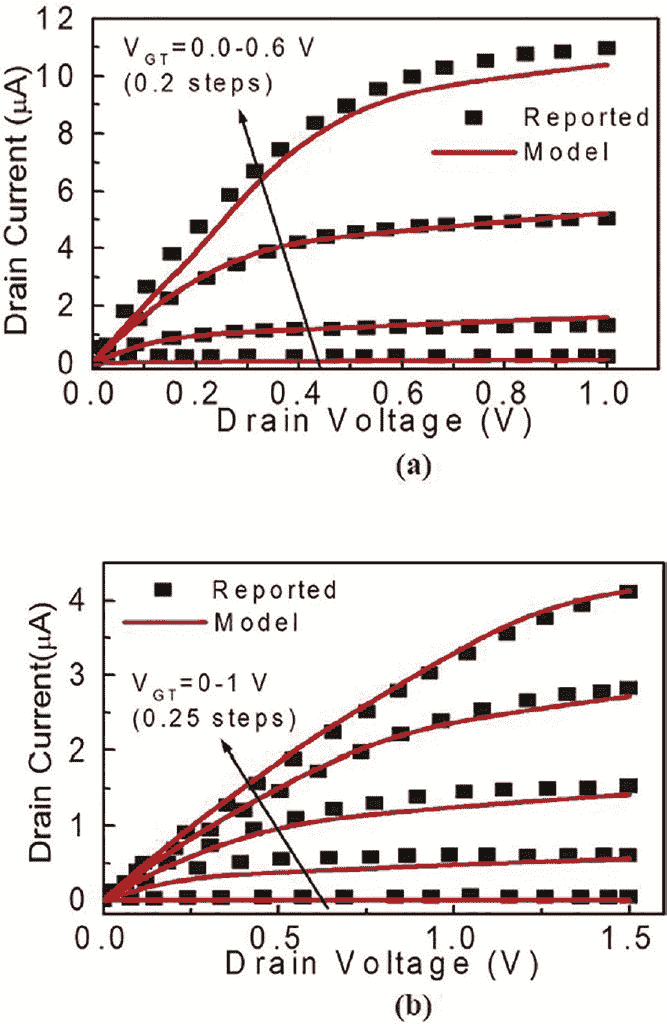 12
V_GT=0.0-0.6 V
10
(0.2 steps)
8
Reported
Model
6
4
2
0
Drain Current (μA)
0.0 0.2 0.4 0.6 0.8 1.0
Drain Voltage (V)
(a)
Reported
4
Model
3
V_GT=0-1 V
(0.25 steps)
2
1
0
Drain Current(μA)
0.0 0.5 1.0 1.5
Drain Voltage (V)
(b)